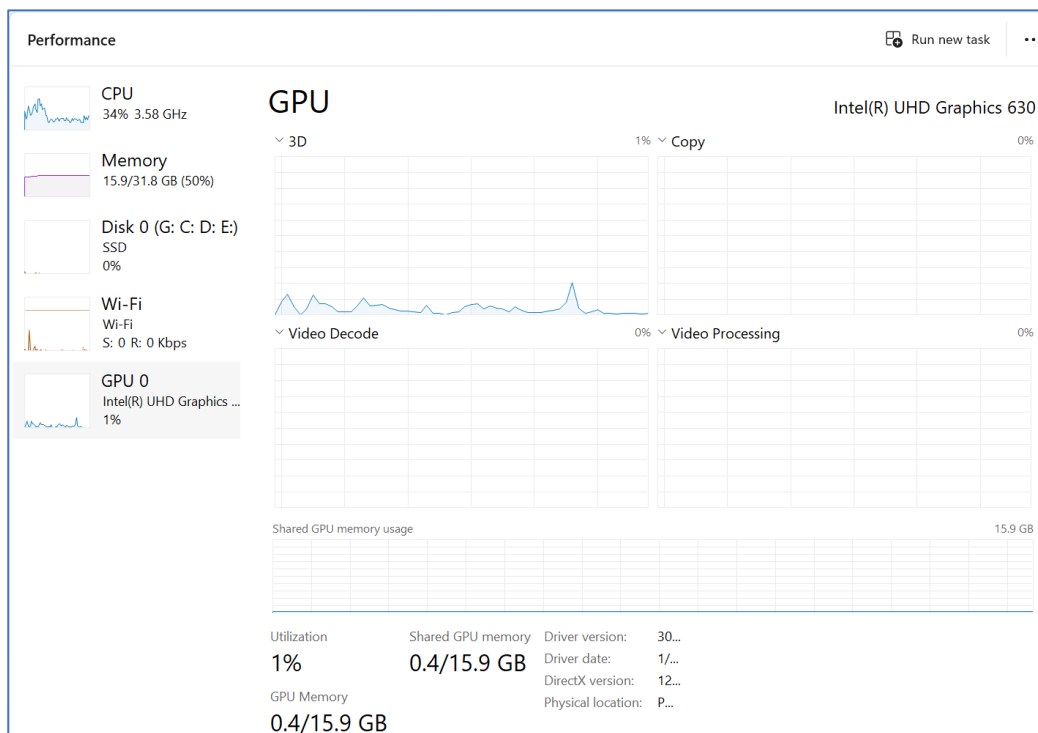 Performance
Run new task
CPU
34% 3.58 GHz
Memory
15.9/31.8 GB (50%)
Disk 0 (G: C: D: E:)
SSD
0%
Wi-Fi
Wi-Fi
S: 0 R: 0 Kbps
GPU 0
Intel(R) UHD Graphics ...
1%
GPU
Intel(R) UHD Graphics 630
3D 1%
Copy 0%
Video Decode 0%
Video Processing 0%
Shared GPU memory usage 15.9 GB
Utilization
1%
Shared GPU memory
0.4/15.9 GB
GPU Memory
0.4/15.9 GB
Driver version: 30...
Driver date: 1/...
DirectX version: 12...
Physical location: P...